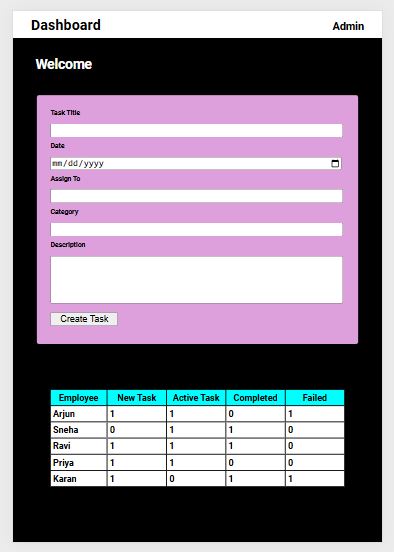 Dashboard Admin
Welcome
Task Title
Date
mm/dd/yyyy
Assign To
Category
Description
Create Task
Employee New Task Active Task Completed Failed
Arjun 1 1 0 1
Sneha 0 1 1 0
Ravi 1 1 1 0
Priya 1 1 0 0
Karan 1 0 1 1